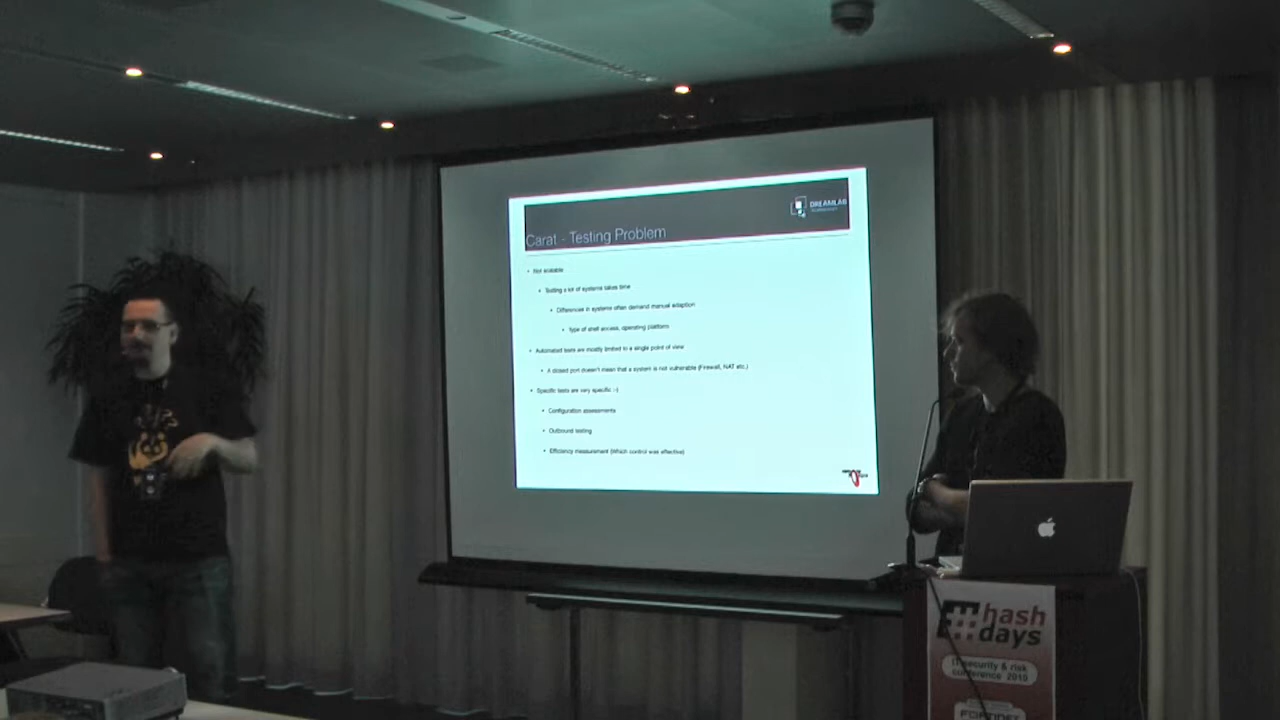 DREAMLAB
Carat - Testing Problem
Not scalable
Testing a lot of systems takes time
Differences in systems often demand manual adaption
Type of shell access, operating platform
Automated tests are mostly limited to a single point of view
A closed port doesn't mean that a system is not vulnerable (Firewall, NAT etc.)
Specific tests are very specific :-)
Configuration assessments
Outbound testing
Efficiency measurement (Which control was effective)
hash
days
IT security & risk
conference 2010